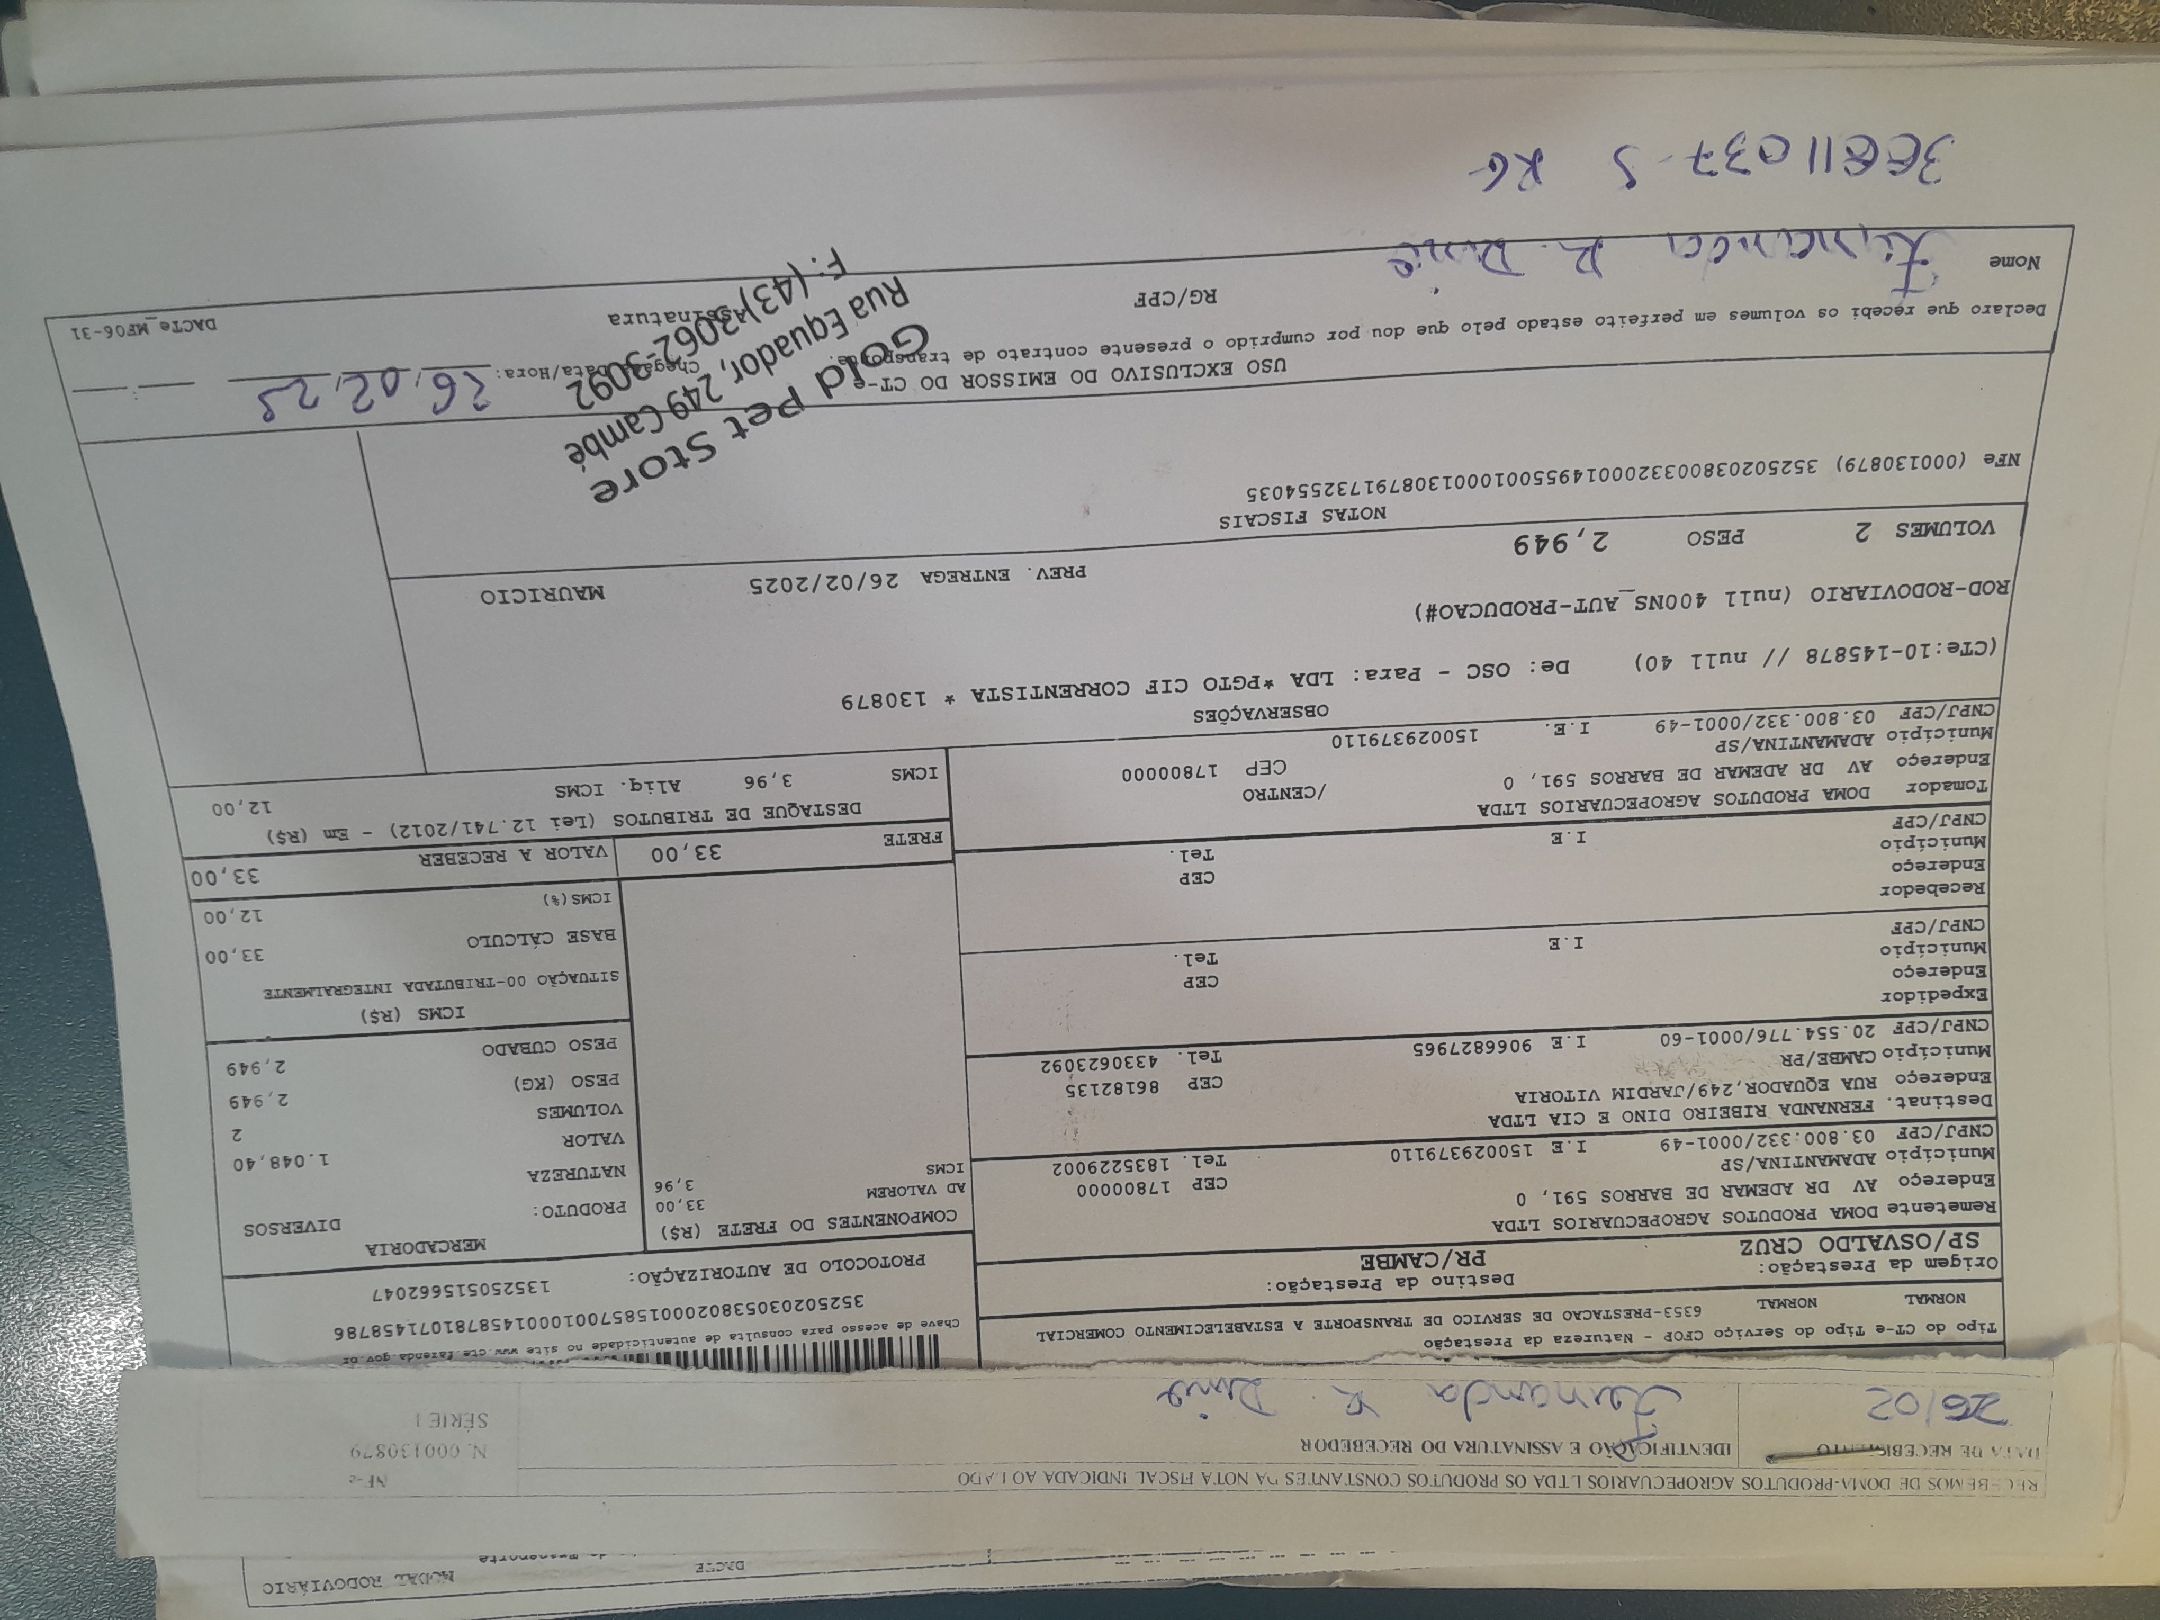 MODAL RODOVIÁRIO
DACTE
RECEBEMOS DE DOMA-PRODUTOS AGROPECUARIOS LTDA OS PRODUTOS CONSTANTES DA NOTA FISCAL INDICADA AO LADO
NF-e
N. 000130879
SÉRIE 1
DATA DE RECEBIMENTO
26/02
IDENTIFICAÇÃO E ASSINATURA DO RECEBEDOR
Fernanda R. Dino
Tipo do CT-e Tipo do Serviço CFOP - Natureza da Prestação
NORMAL NORMAL 6353-PRESTACAO DE SERVICO DE TRANSPORTE A ESTABELECIMENTO COMERCIAL
Origem da Prestação: Destino da Prestação:
SP/OSVALDO CRUZ PR/CAMBE
Chave de acesso para consulta de autenticidade no site www.cte.fazenda.gov.br
35250203053802000158570010001458781071458786
PROTOCOLO DE AUTORIZAÇÃO: 135250515662047
Remetente DOMA PRODUTOS AGROPECUARIOS LTDA
Endereço AV DR ADEMAR DE BARROS 591, 0
Município ADAMANTINA/SP CEP 17800000
CNPJ/CPF 03.800.332/0001-49 I.E 150029379110 Tel. 1835229002
Destinat. FERNANDA RIBEIRO DINO E CIA LTDA
Endereço RUA EQUADOR,249/JARDIM VITORIA
Município CAMBE/PR CEP 86182135
CNPJ/CPF 20.554.776/0001-60 I.E 9066827965 Tel. 4330623092
Expedidor
Endereço
Município CEP
CNPJ/CPF I.E Tel.
Recebedor
Endereço
Município CEP
CNPJ/CPF I.E Tel.
Tomador DOMA PRODUTOS AGROPECUARIOS LTDA
Endereço AV DR ADEMAR DE BARROS 591, 0 /CENTRO
Município ADAMANTINA/SP CEP 17800000
CNPJ/CPF 03.800.332/0001-49 I.E. 150029379110
COMPONENTES DO FRETE (R$)
AD VALOREM 33,00
ICMS 3,96
MERCADORIA
PRODUTO: DIVERSOS
NATUREZA
VALOR 1.048,40
VOLUMES 2
PESO (KG) 2,949
PESO CUBADO 2,949
ICMS (R$)
SITUAÇÃO 00-TRIBUTADA INTEGRALMENTE
BASE CÁLCULO 33,00
ICMS(%) 12,00
FRETE 33,00 VALOR A RECEBER 33,00
DESTAQUE DE TRIBUTOS (Lei 12.741/2012) - Em (R$)
ICMS 3,96 Aliq. ICMS 12,00
OBSERVAÇÕES
(CTe:10-145878 // null 40) De: OSC - Para: LDA *PGTO CIF CORRENTISTA * 130879
ROD-RODOVIARIO (null 400NS_AUT-PRODUCAO#)
PREV. ENTREGA 26/02/2025 MAURICIO
VOLUMES 2 PESO 2,949
NOTAS FISCAIS
NFe (000130879) 35250203800332000149550010001308791732554035
USO EXCLUSIVO DO EMISSOR DO CT-e
Declaro que recebi os volumes em perfeito estado pelo que dou por cumprido o presente contrato de transporte.
Chegada Data/Hora: 26,02,25
Nome Fernanda R. Dino RG/CPF Assinatura
DACTe_MF06-31
Gold Pet Store
Rua Equador, 249 Cambé
F: (43) 3062-3092
RG